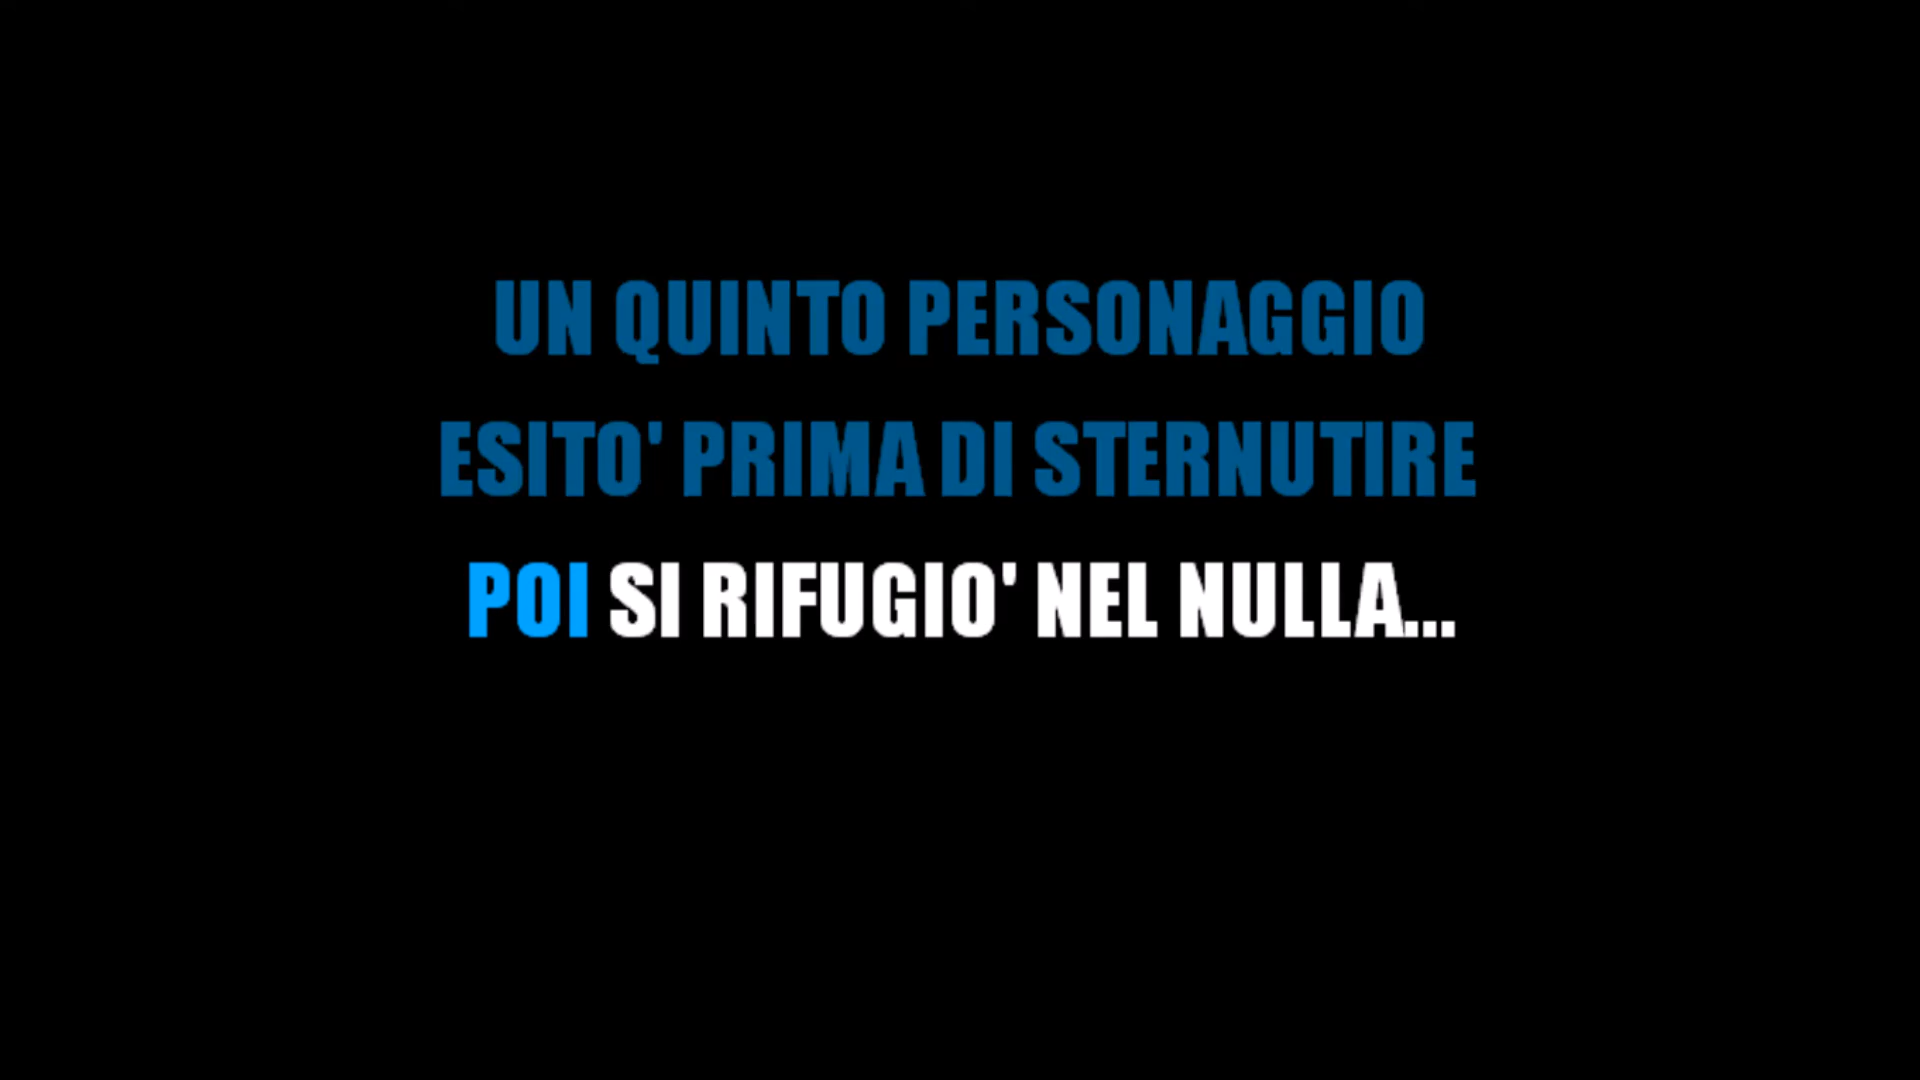 UN QUINTO PERSONAGGIO
ESITO' PRIMA DI STERNUTIRE
POI SI RIFUGIO' NEL NULLA...